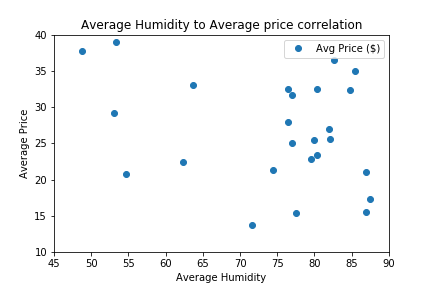 Average Humidity to Average price correlation
Avg Price ($)
40
35
30
25
20
15
10
Average Price
45 50 55 60 65 70 75 80 85 90
Average Humidity